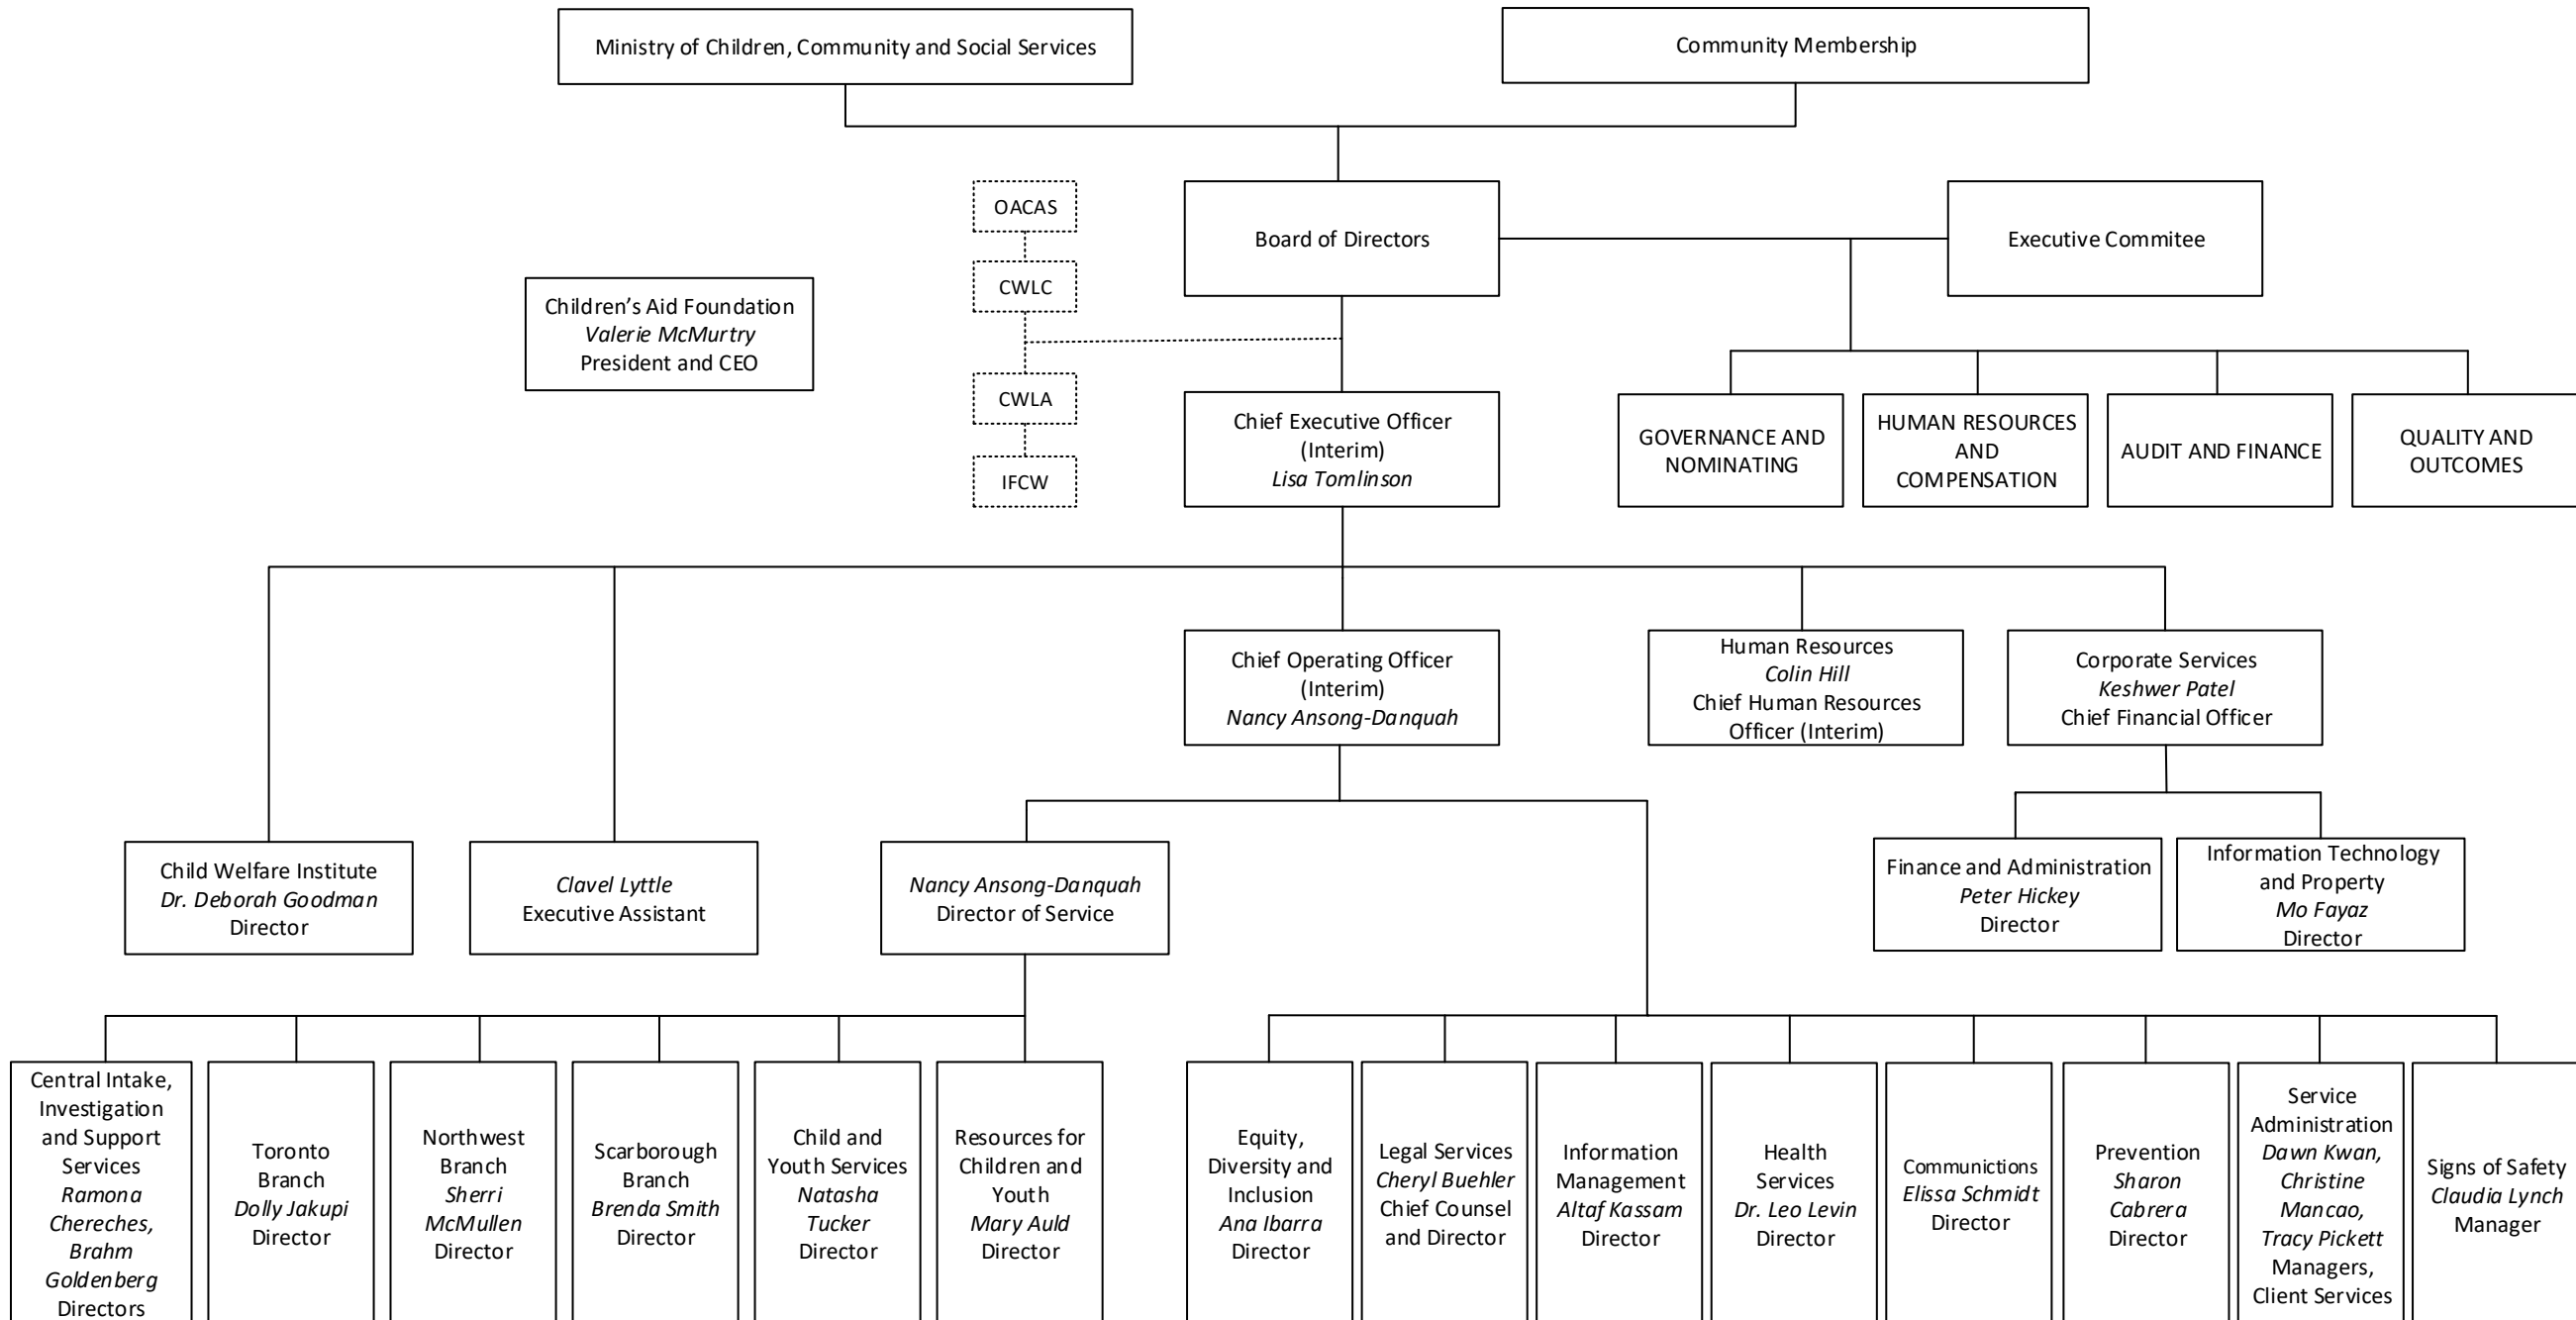 Ministry of Children, Community and Social Services
Community Membership
OACAS
Board of Directors
Executive Commitee
CWLC
Children’s Aid Foundation
Valerie McMurtry
President and CEO
CWLA
Chief Executive Officer
(Interim)
Lisa Tomlinson
GOVERNANCE AND
NOMINATING
HUMAN RESOURCES
AND
COMPENSATION
AUDIT AND FINANCE
QUALITY AND
OUTCOMES
IFCW
Chief Operating Officer
(Interim)
Nancy Ansong-Danquah
Human Resources
Colin Hill
Chief Human Resources
Officer (Interim)
Corporate Services
Keshwer Patel
Chief Financial Officer
Child Welfare Institute
Dr. Deborah Goodman
Director
Clavel Lyttle
Executive Assistant
Nancy Ansong-Danquah
Director of Service
Finance and Administration
Peter Hickey
Director
Information Technology
and Property
Mo Fayaz
Director
Central Intake,
Investigation
and Support
Services
Ramona
Chereches,
Brahm
Goldenberg
Directors
Toronto
Branch
Dolly Jakupi
Director
Northwest
Branch
Sherri
McMullen
Director
Scarborough
Branch
Brenda Smith
Director
Child and
Youth Services
Natasha
Tucker
Director
Resources for
Children and
Youth
Mary Auld
Director
Equity,
Diversity and
Inclusion
Ana Ibarra
Director
Legal Services
Cheryl Buehler
Chief Counsel
and Director
Information
Management
Altaf Kassam
Director
Health
Services
Dr. Leo Levin
Director
Communictions
Elissa Schmidt
Director
Prevention
Sharon
Cabrera
Director
Service
Administration
Dawn Kwan,
Christine
Mancao,
Tracy Pickett
Managers,
Client Services
Signs of Safety
Claudia Lynch
Manager